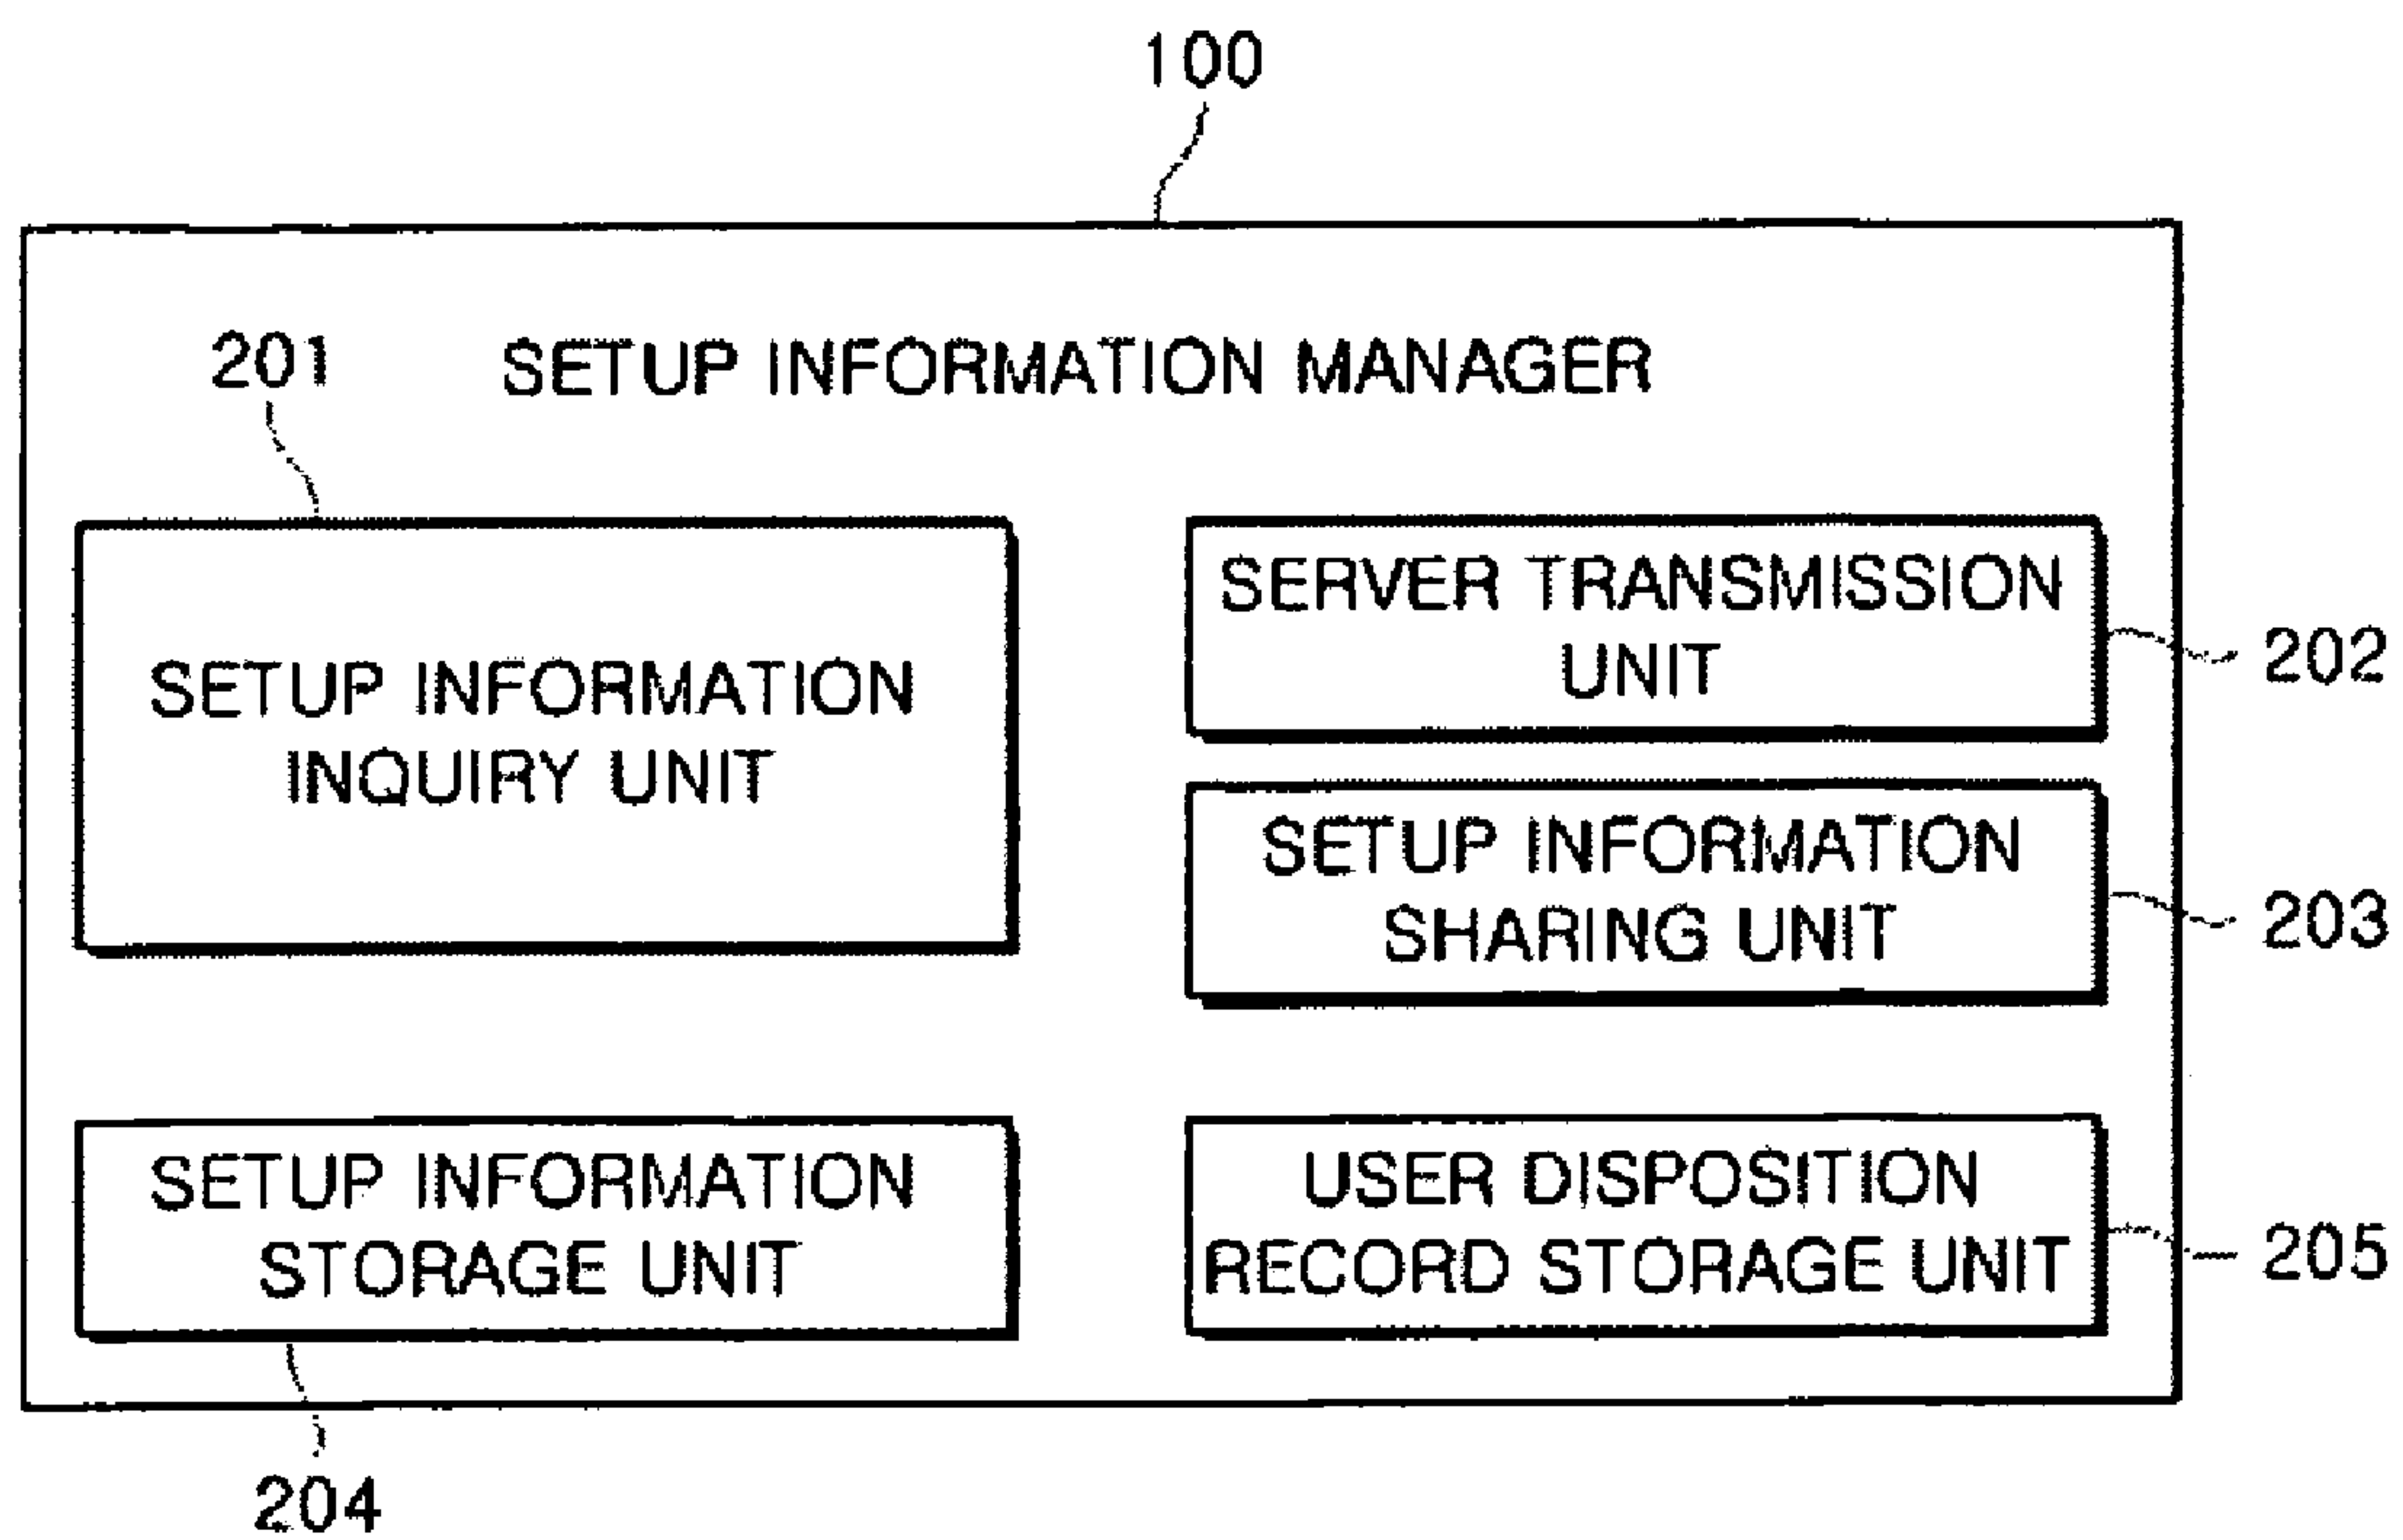 100
201
SETUP INFORMATION MANAGER
SETUP INFORMATION
INQUIRY UNIT
SERVER TRANSMISSION
UNIT
202
SETUP INFORMATION
SHARING UNIT
203
SETUP INFORMATION
STORAGE UNIT
204
USER DISPOSITION
RECORD STORAGE UNIT
205